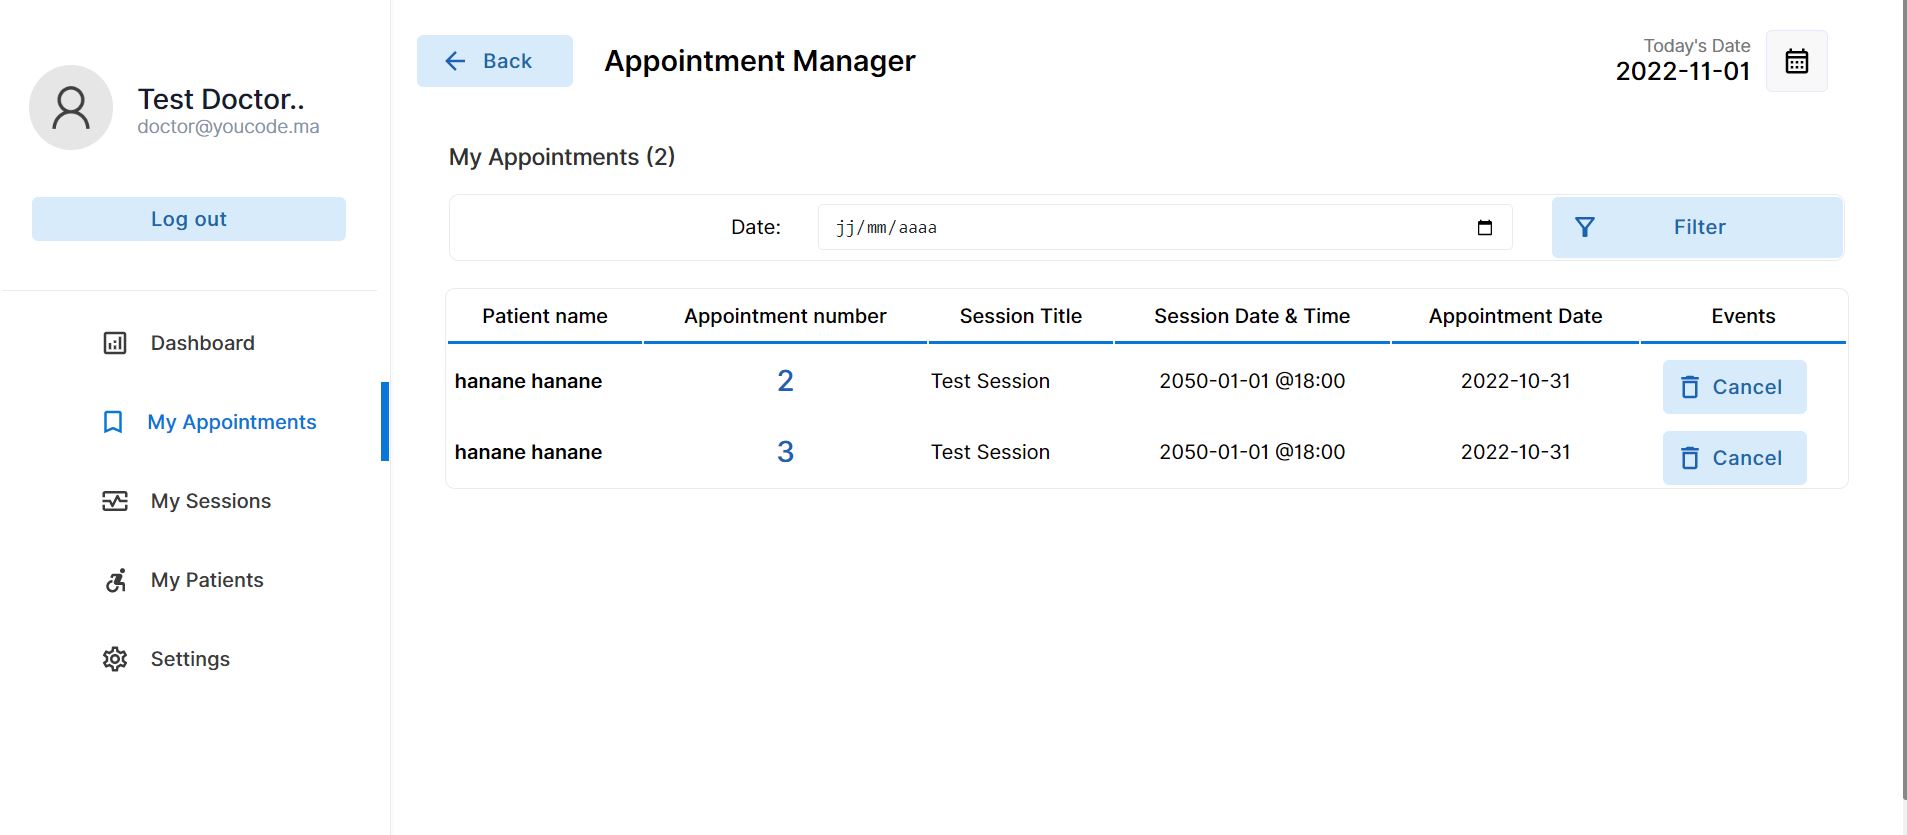 Test Doctor..
doctor@youcode.ma
Log out
Dashboard
My Appointments
My Sessions
My Patients
Settings
Back
Appointment Manager
Today's Date
2022-11-01
My Appointments (2)
Date: jj/mm/aaaa Filter
Patient name Appointment number Session Title Session Date & Time Appointment Date Events
hanane hanane 2 Test Session 2050-01-01 @18:00 2022-10-31 Cancel
hanane hanane 3 Test Session 2050-01-01 @18:00 2022-10-31 Cancel